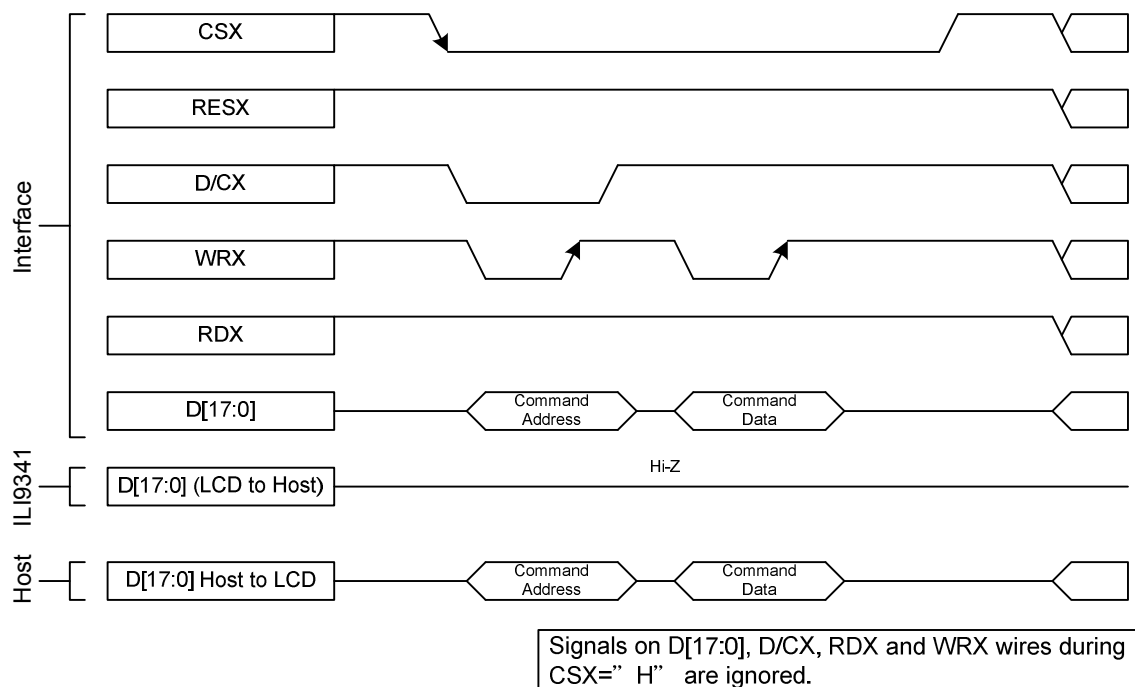 CSX
RESX
D/CX
WRX
RDX
D[17:0]
Command
Address
Command
Data
Interface
Hi-Z
D[17:0] (LCD to Host)
ILI9341
D[17:0] Host to LCD
Command
Address
Command
Data
Host
Signals on D[17:0], D/CX, RDX and WRX wires during
CSX=” H” are ignored.